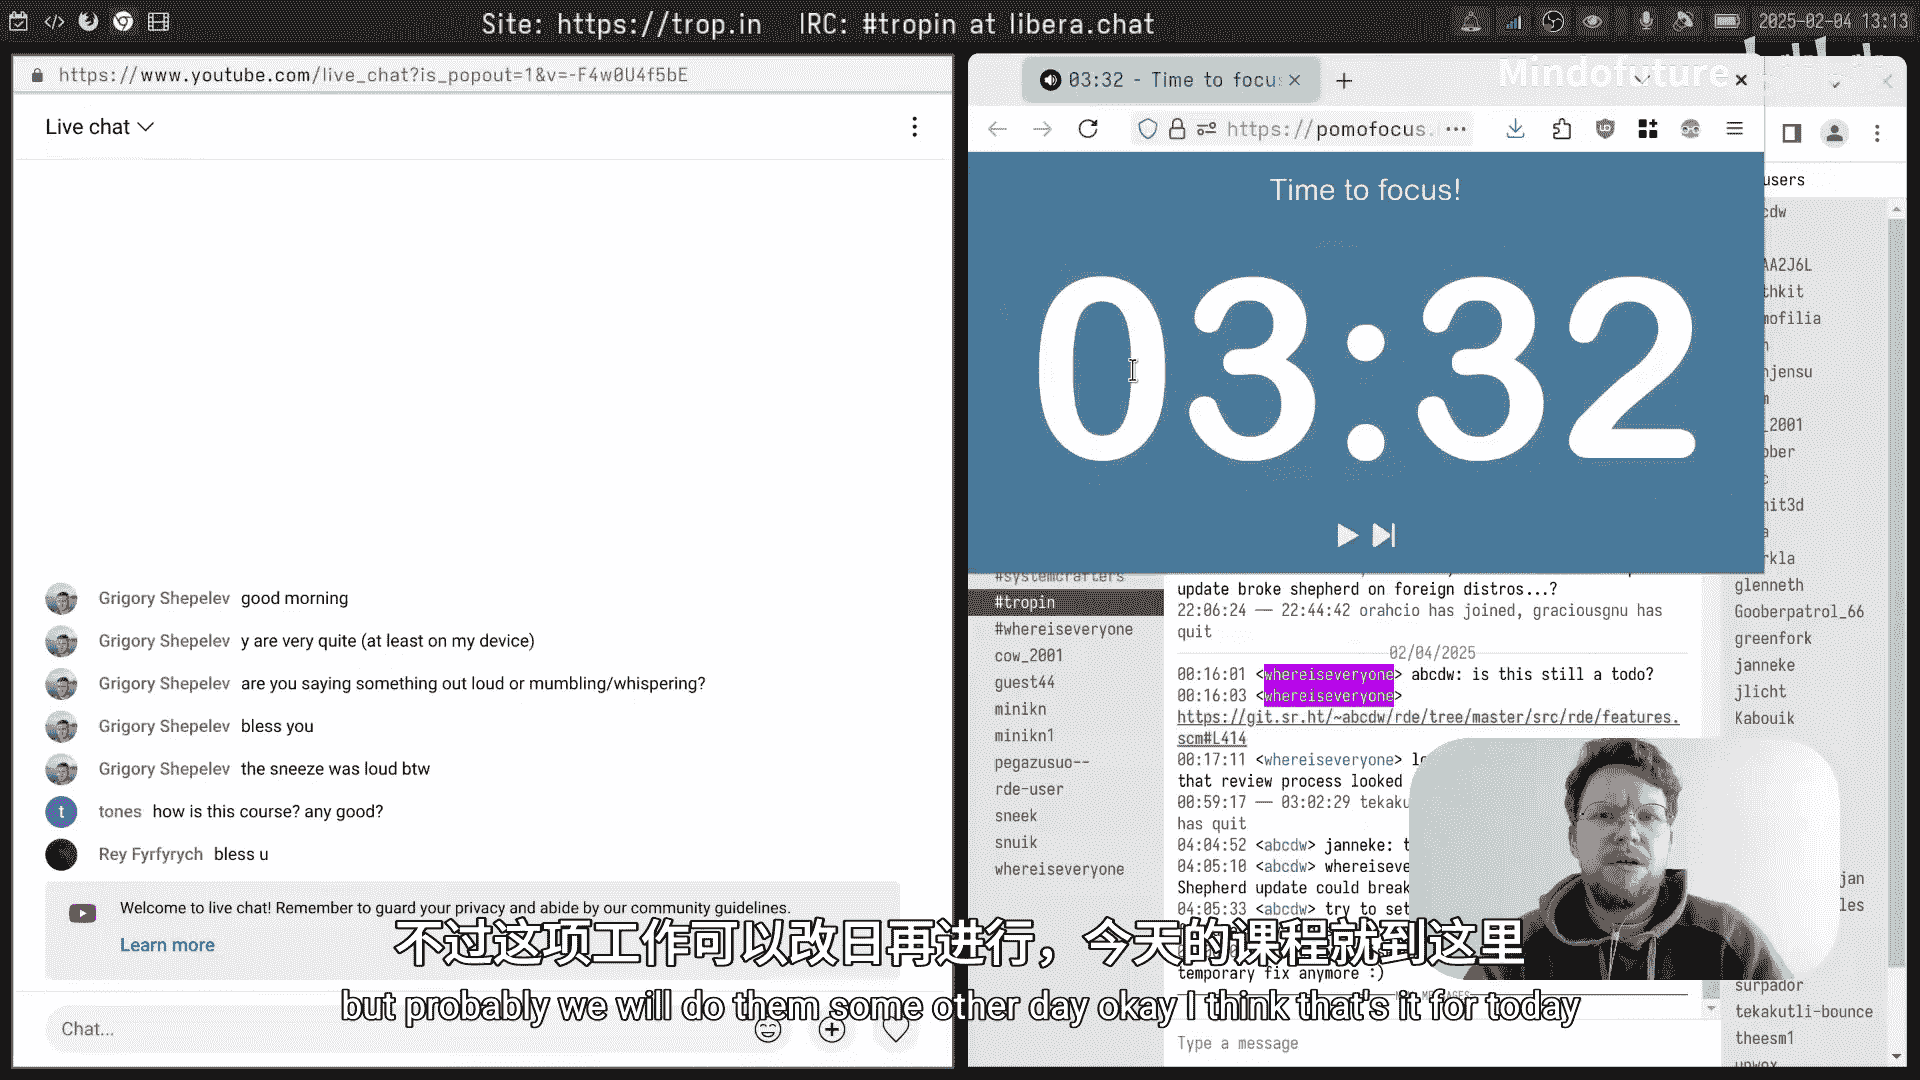 Site: https://trop.in IRC: #tropin at libera.chat
2025-02-04 13:13
https://www.youtube.com/live_chat?is_popout=1&v=-F4w0U4f5bE
Live chat
Grigory Shepelev good morning
Grigory Shepelev y are very quite (at least on my device)
Grigory Shepelev are you saying something out loud or mumbling/whispering?
Grigory Shepelev bless you
Grigory Shepelev the sneeze was loud btw
t tones how is this course? any good?
Rey Fyrfyrych bless u
Welcome to live chat! Remember to guard your privacy and abide by our community guidelines.
Learn more
Chat...
03:32 - Time to focu
Mindofuture
https://pomofocus.
Time to focus!
03:32
#systemcrafters
#tropin
#whereiseveryone
cow_2001
guest44
minikn
minikn1
pegazusuo--
rde-user
sneek
snuik
whereiseveryone
update broke shepherd on foreign distros...?
22:06:24 — 22:44:42 orahcio has joined, graciousgnu has
quit
02/04/2025
00:16:01 <whereiseveryone> abcdw: is this still a todo?
00:16:03 <whereiseveryone>
https://git.sr.ht/~abcdw/rde/tree/master/src/rde/features.
scm#L414
00:17:11 <whereiseveryone>
that review process looked
00:59:17 — 03:02:29 tekaku
has quit
04:04:52 <abcdw> janneke:
04:05:10 <abcdw> whereiseve
Shepherd update could break
04:05:33 <abcdw> try to set
temporary fix anymore :)
Type a message
users
cdw
AA2J6L
thkit
mofilia
njensu
_2001
ober
nit3d
rkla
glenneth
Gooberpatrol_66
greenfork
janneke
jlicht
Kabouik
jan
les
surpador
tekakutli-bounce
theesm1
不过这项工作可以改日再进行，今天的课程就到这里
but probably we will do them some other day okay I think that's it for today